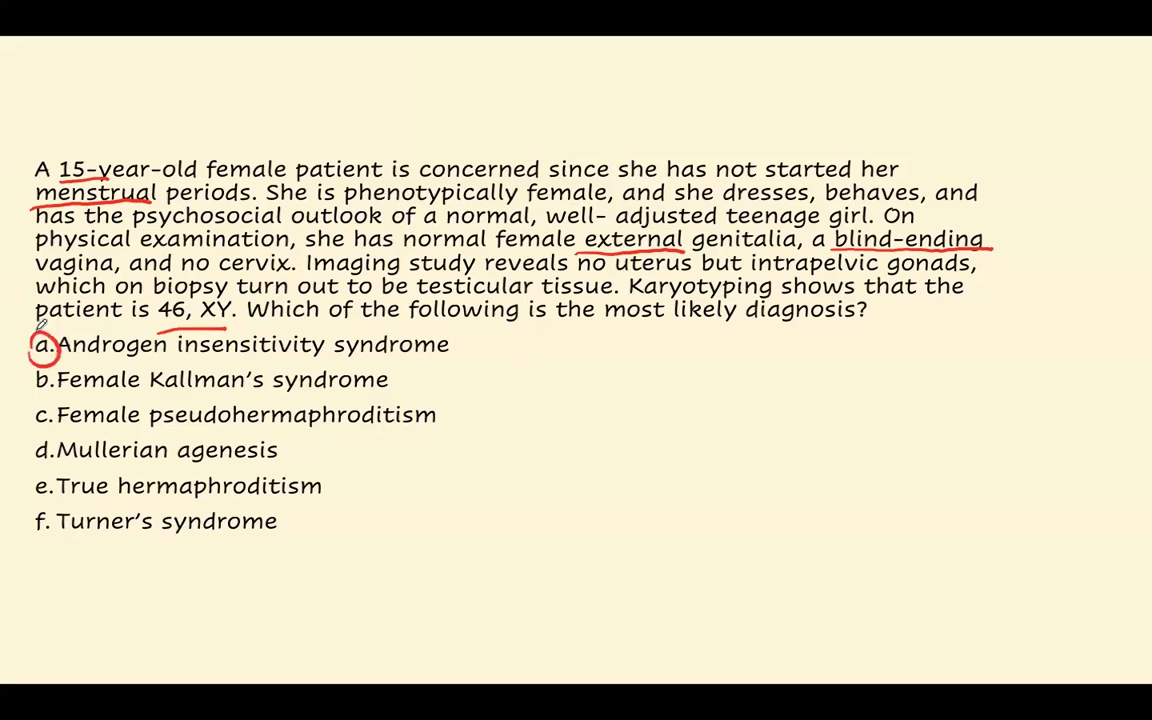 A 15-year-old female patient is concerned since she has not started her
menstrual periods. She is phenotypically female, and she dresses, behaves, and
has the psychosocial outlook of a normal, well- adjusted teenage girl. On
physical examination, she has normal female external genitalia, a blind-ending
vagina, and no cervix. Imaging study reveals no uterus but intrapelvic gonads,
which on biopsy turn out to be testicular tissue. Karyotyping shows that the
patient is 46, XY. Which of the following is the most likely diagnosis?
a.Androgen insensitivity syndrome
b.Female Kallman’s syndrome
c.Female pseudohermaphroditism
d.Mullerian agenesis
e.True hermaphroditism
f. Turner’s syndrome